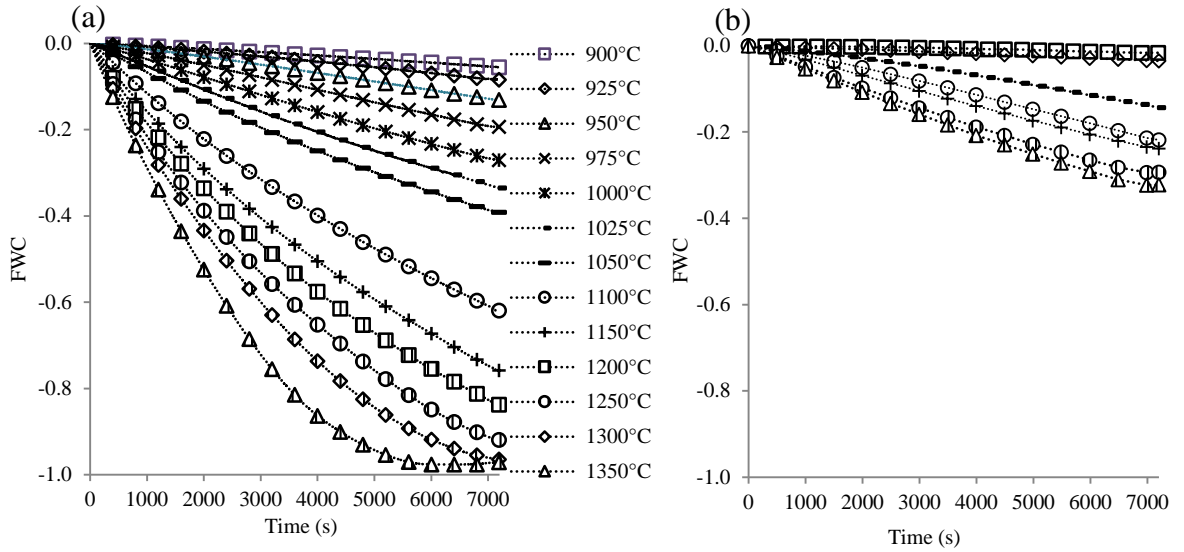 (a)
0.0
-0.2
-0.4
-0.6
-0.8
-1.0
FWC
0 1000 2000 3000 4000 5000 6000 7000
Time (s)
900°C
925°C
950°C
975°C
1000°C
1025°C
1050°C
1100°C
1150°C
1200°C
1250°C
1300°C
1350°C
(b)
0.0
-0.2
-0.4
-0.6
-0.8
-1.0
FWC
0 1000 2000 3000 4000 5000 6000 7000
Time (s)